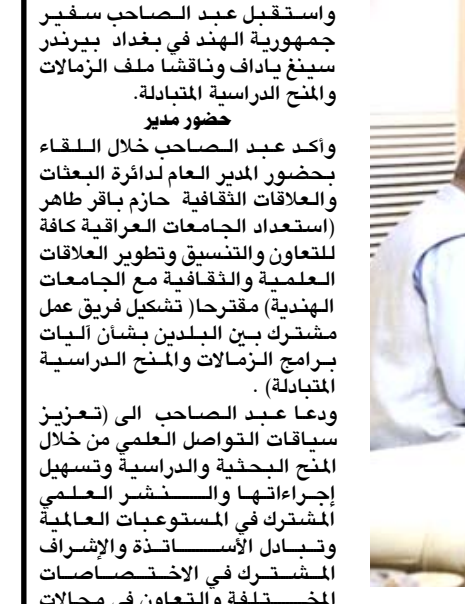 واستقبل عبد الصاحب سفير
جمهورية الهند في بغداد بيرندر
سينغ ياداف وناقشا ملف الزمالات
والمنح الدراسية المتبادلة.
حضور مدير
وأكد عبد الصاحب خلال اللقاء
بحضور المدير العام لدائرة البعثات
والعلاقات الثقافية حازم باقر طاهر
(استعداد الجامعات العراقية كافة
للتعاون والتنسيق وتطوير العلاقات
العلمية والثقافية مع الجامعات
الهندية) مقترحا( تشكيل فريق عمل
مشترك بين البلدين بشأن آليات
برامج الزمالات والمنح الدراسية
المتبادلة) .
ودعا عبد الصاحب الى (تعزيز
سياقات التواصل العلمي من خلال
المنح البحثية والدراسية وتسهيل
إجراءاتها والنشر العلمي
المشترك في المستوعبات العالمية
وتبادل الأساتذة والإشراف
المشترك في الاختصاصات
المختلفة والتعاون في مجالات